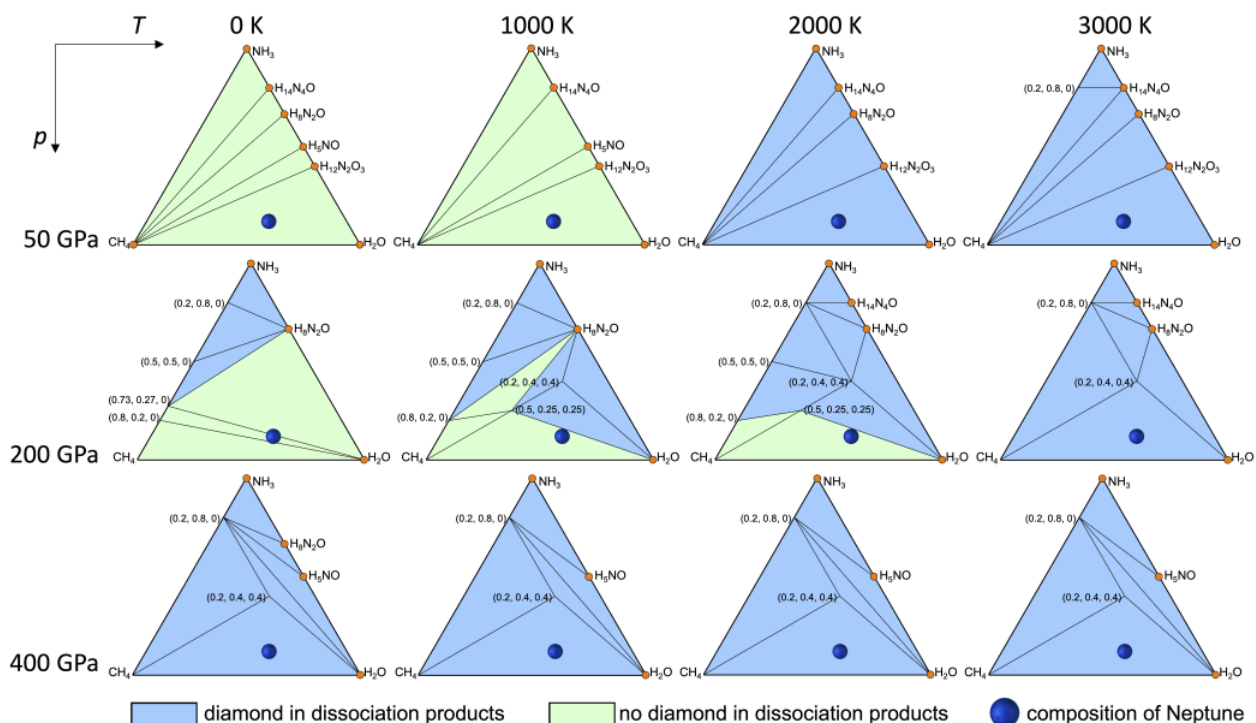 T 0 K 1000 K 2000 K 3000 K
p
NH₃ NH₃ NH₃ NH₃
H₁₄N₄O H₁₄N₄O H₁₄N₄O (0.2, 0.8, 0) H₁₄N₄O
H₈N₂O H₈N₂O H₈N₂O
H₅NO H₅NO
H₁₂N₂O₃ H₁₂N₂O₃ H₁₂N₂O₃ H₁₂N₂O₃
50 GPa CH₄ H₂O CH₄ H₂O CH₄ H₂O CH₄ H₂O
NH₃ NH₃ NH₃ NH₃
(0.2, 0.8, 0) (0.2, 0.8, 0) (0.2, 0.8, 0) H₁₄N₄O (0.2, 0.8, 0) H₁₄N₄O
H₈N₂O H₈N₂O H₈N₂O H₈N₂O
(0.5, 0.5, 0) (0.5, 0.5, 0) (0.5, 0.5, 0)
(0.2, 0.4, 0.4) (0.2, 0.4, 0.4) (0.2, 0.4, 0.4)
(0.73, 0.27, 0)
(0.5, 0.25, 0.25) (0.5, 0.25, 0.25)
(0.8, 0.2, 0) (0.8, 0.2, 0) (0.8, 0.2, 0)
200 GPa CH₄ H₂O CH₄ H₂O CH₄ H₂O CH₄ H₂O
NH₃ NH₃ NH₃ NH₃
(0.2, 0.8, 0) (0.2, 0.8, 0) (0.2, 0.8, 0) (0.2, 0.8, 0)
H₈N₂O
H₅NO H₅NO H₅NO H₅NO
(0.2, 0.4, 0.4) (0.2, 0.4, 0.4) (0.2, 0.4, 0.4) (0.2, 0.4, 0.4)
400 GPa CH₄ H₂O CH₄ H₂O CH₄ H₂O CH₄ H₂O
diamond in dissociation products no diamond in dissociation products composition of Neptune